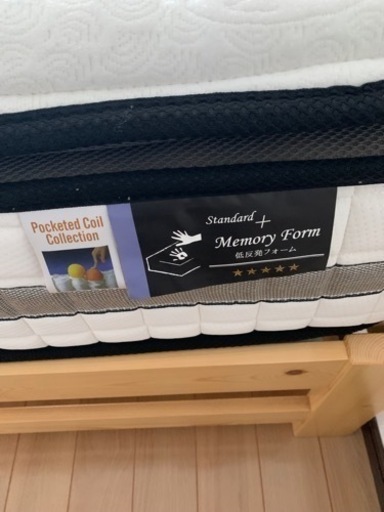 Pocketed Coil
Collection
Standard +
Memory Form
低反発フォーム
★★★★★